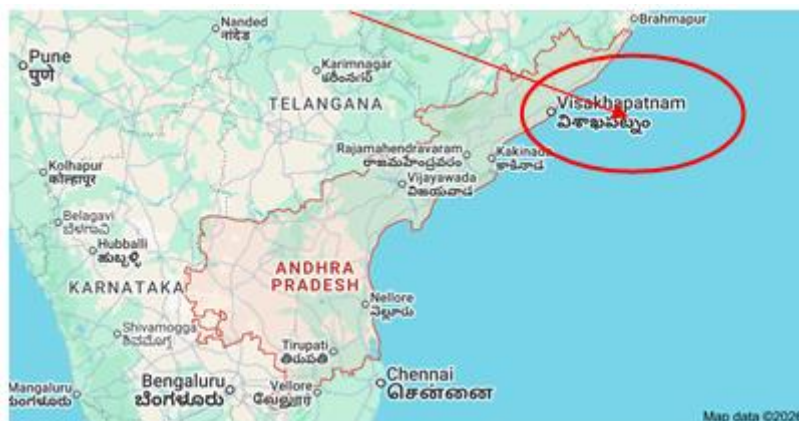 Nanded
नांदेड
Brahmapur
Pune
पुणे
Karimnagar
కరీంనగర్
TELANGANA
Visakhapatnam
విశాఖపట్నం
Rajamahendravaram
రాజమహేంద్రవరం
Kakinada
కాకినాడ
Kolhapur
कोल्हापूर
Vijayawada
విజయవాడ
Belagavi
ಬೆಳಗಾವಿ
Hubballi
ಹುಬ್ಬಳ್ಳಿ
ANDHRA
PRADESH
KARNATAKA
Nellore
నెల్లూరు
Shivamogga
ಶಿವಮೊಗ್ಗ
Tirupati
తిరుపతి
Mangaluru
ಮಂಗಳೂರು
Bengaluru
ಬೆಂಗಳೂರು
Vellore
வேலூர்
Chennai
சென்னை
Map data ©2026